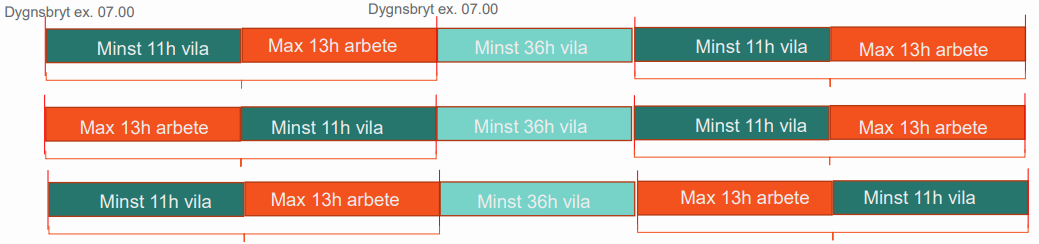 Dygnsbryt ex. 07.00 Dygnsbryt ex. 07.00
Minst 11h vila Max 13h arbete Minst 36h vila Minst 11h vila Max 13h arbete
Max 13h arbete Minst 11h vila Minst 36h vila Minst 11h vila Max 13h arbete
Minst 11h vila Max 13h arbete Minst 36h vila Max 13h arbete Minst 11h vila